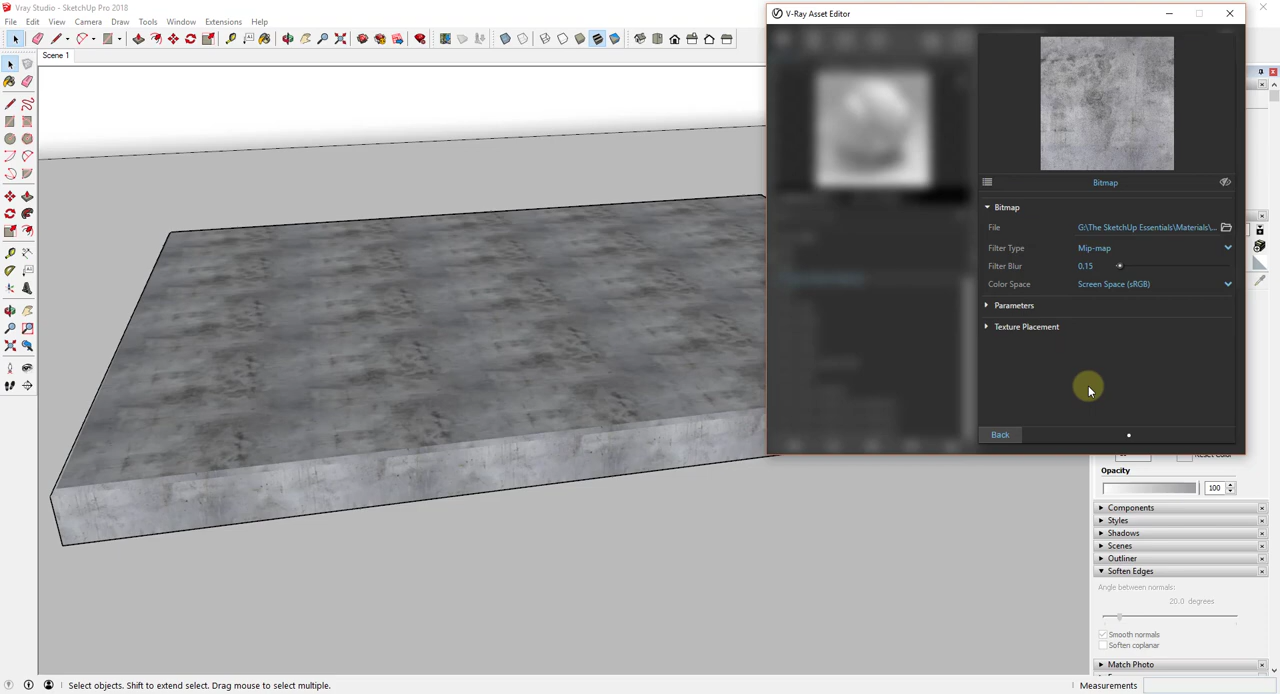 Vray Studio - SketchUp Pro 2018
File Edit View Camera Draw Tools Window Extensions Help
Scene 1
V-Ray Asset Editor
Bitmap
Bitmap
File G:\The SketchUp Essentials\Materials\...
Filter Type Mip-map
Filter Blur 0.15
Color Space Screen Space (sRGB)
Parameters
Texture Placement
Back
Reset Color
Opacity
100
Components
Styles
Shadows
Scenes
Outliner
Soften Edges
Angle between normals:
20.0 degrees
Smooth normals
Soften coplanar
Match Photo
Select objects. Shift to extend select. Drag mouse to select multiple.
Measurements